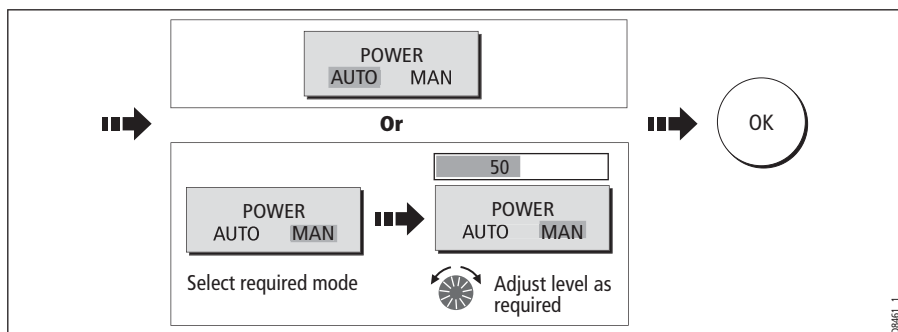 POWER
AUTO MAN
Or
OK
50
POWER
AUTO MAN
POWER
AUTO MAN
Select required mode
Adjust level as
required